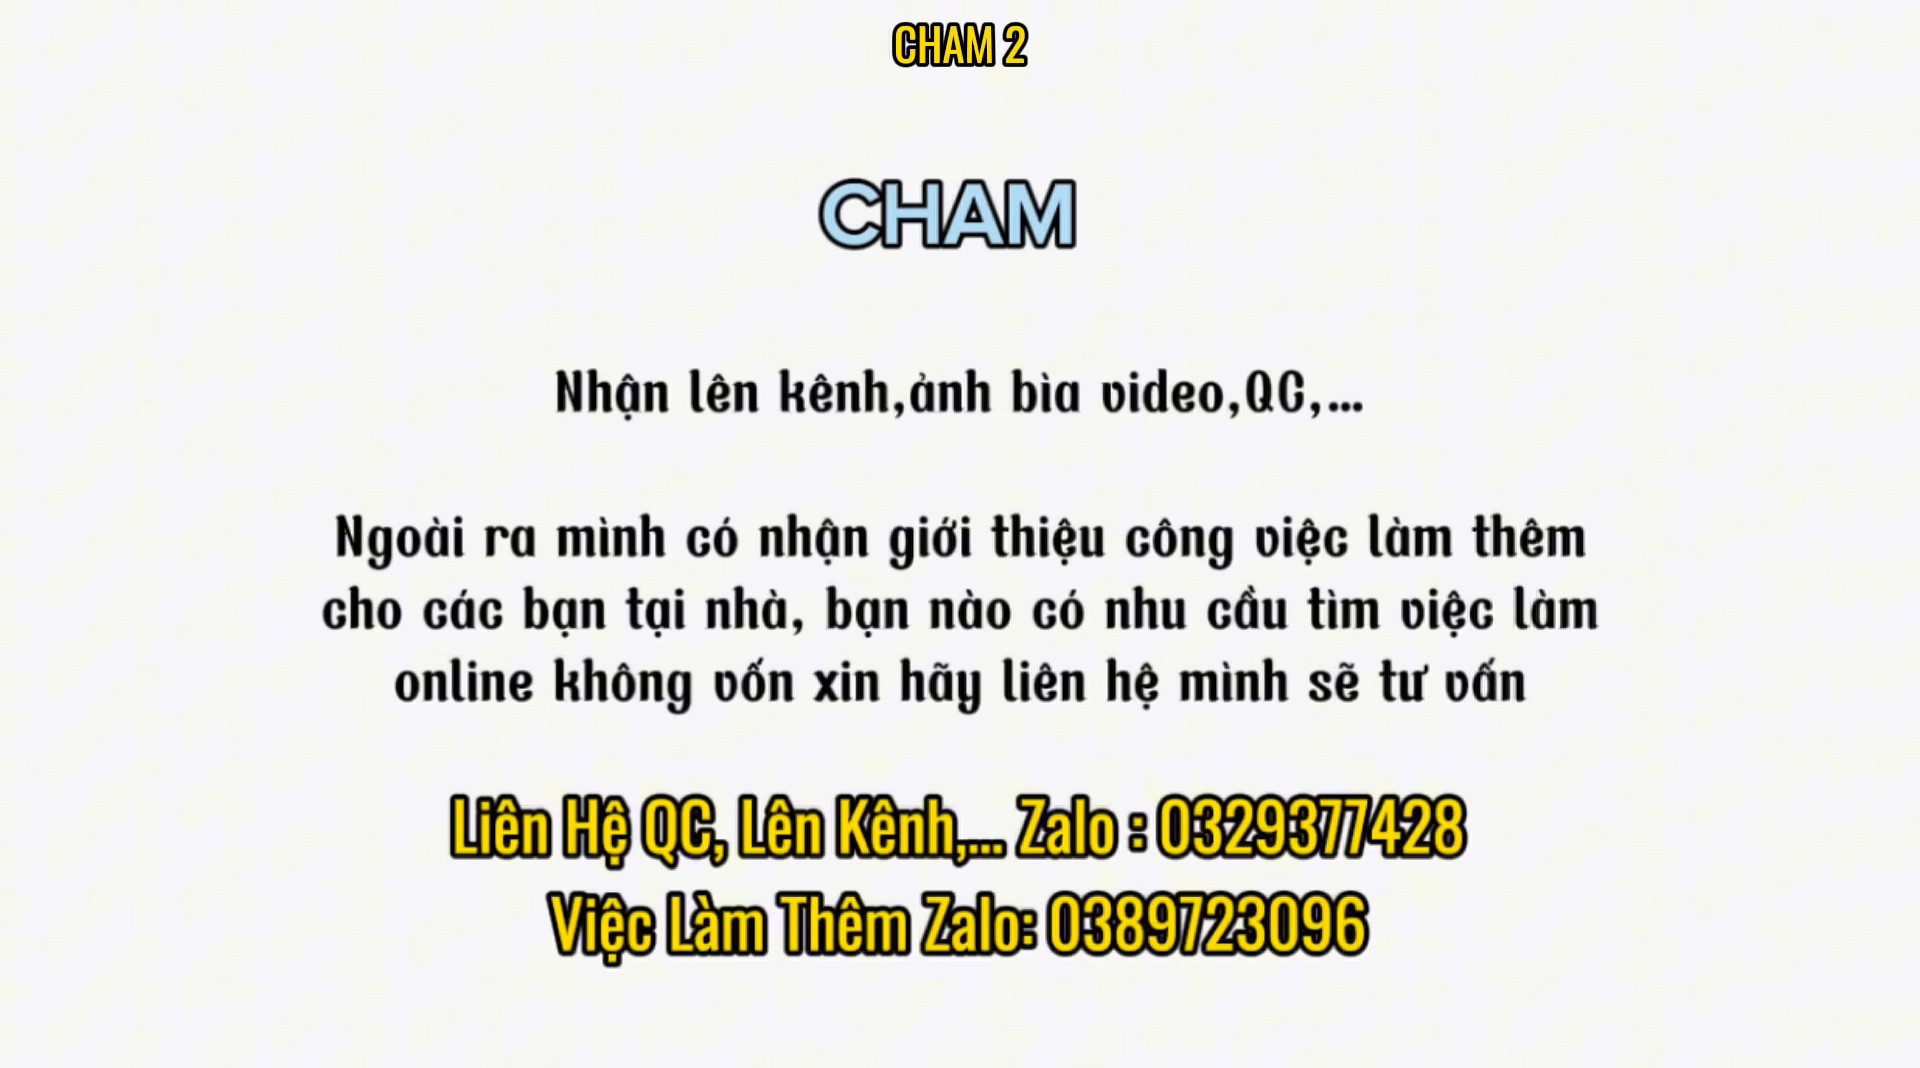 CHAM 2
CHAM
Nhận lên kênh,ảnh bìa video,QC,...
Ngoài ra mình có nhận giới thiệu công việc làm thêm
cho các bạn tại nhà, bạn nào có nhu cầu tìm việc làm
online không vốn xin hãy liên hệ mình sẽ tư vấn
Liên Hệ QC, Lên Kênh,... Zalo : 0329377428
Việc Làm Thêm Zalo: 0389723096